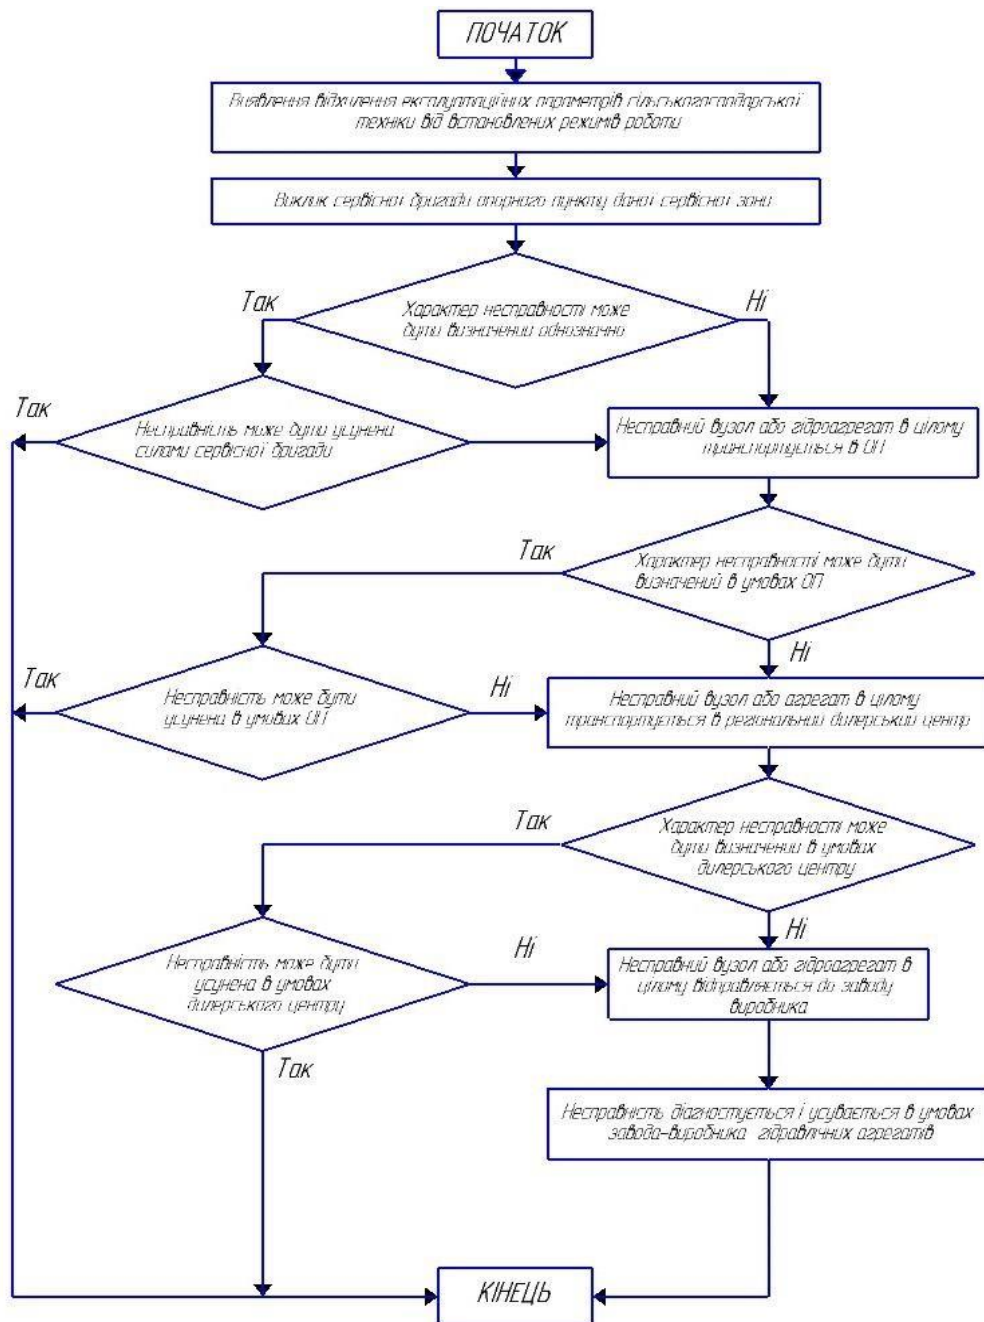 ПОЧАТОК
Виявлення відхилення експлуатаційних параметрів сільськогосподарської
техніки від встановлених режимів роботи
Виклик сервісної бригади опорного пункту даної сервісної зони
Так
Ні
Характер несправності може
бути визначений однозначно
Так
Несправність може бути усунена
силами сервісної бригади
Несправний вузол або гідроагрегат в цілому
транспортується в ОП
Так
Характер несправності може бути
визначений в умовах ОП
Ні
Так
Несправність може бути
усунена в умовах ОП
Ні
Несправний вузол або агрегат в цілому
транспортується в регіональний дилерський центр
Так
Характер несправності може
бути визначений в умовах
дилерського центру
Ні
Несправність може бути
усунена в умовах
дилерського центру
Ні
Несправний вузол або гідроагрегат в
цілому відправляється до заводу
виробника
Так
Несправність діагностується і усувається в умовах
завода-виробника гідравлічних агрегатів
КІНЕЦЬ